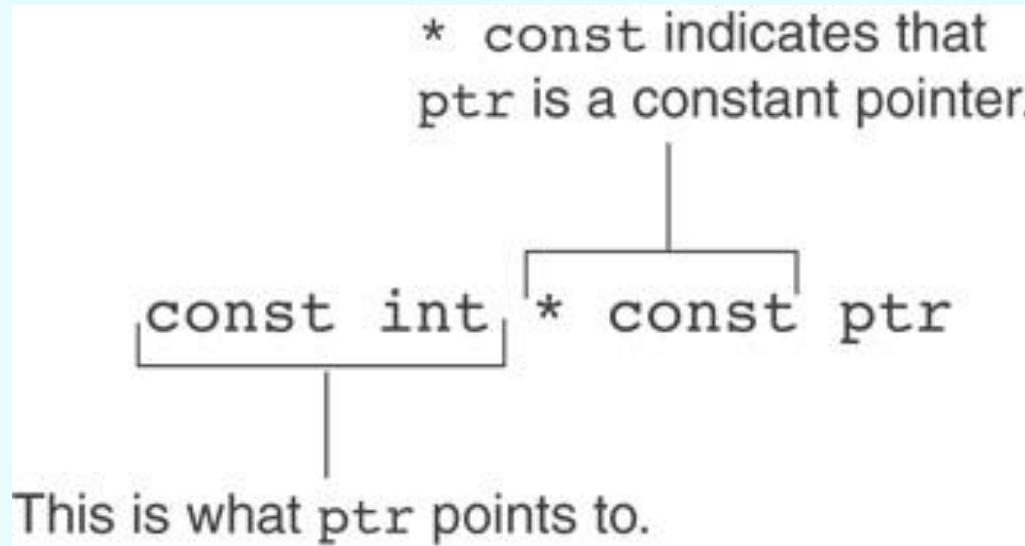 * const indicates that
ptr is a constant pointer.
const int * const ptr
This is what ptr points to.